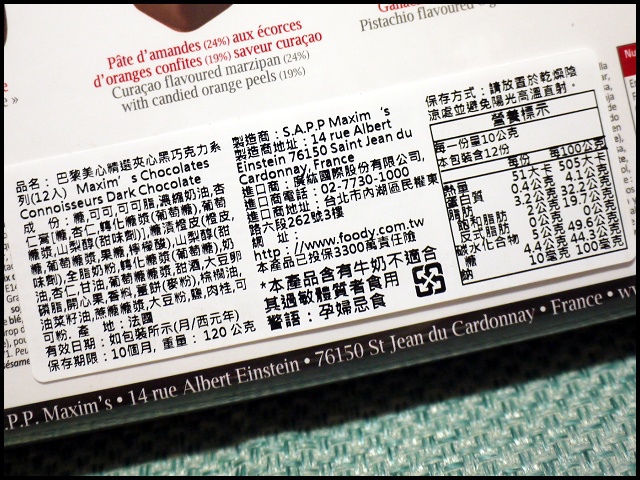 Pâte d'amandes (24%) aux écorces
d'oranges confites (19%) saveur curaçao
Curaçao flavoured marzipan (24%)
with candied orange peels (19%)
Pistachio flavoured
品名：巴黎美心精選夾心黑巧克力系
列(12入) Maxim's Chocolates
Connoisseurs Dark Chocolate
成 份：糖,可可,可可脂,濃縮奶油,杏
仁膏(糖,杏仁,轉化糖漿(葡萄糖),葡萄
糖漿,山梨醇(甜味劑)],糖漬橙皮(橙皮,
葡萄糖漿,果糖,檸檬酸),山梨醇(甜
味劑),全脂奶粉,轉化糖漿(葡萄糖),奶
油,杏仁,甘油,葡萄糖糖漿,甜酒,大豆卵
磷脂,開心果,香料,薑餅(麥粉),棕櫚油,
油菜籽油,蔗糖糖漿,大豆粉,鹽,肉桂,可
可粉. 產 地：法國
有效日期：如包裝所示(月/西元年)
保存期限：10個月, 重量：120公克
製造商：S.A.P.P Maxim's
製造商地址：14 rue Albert
Einstein 76150 Saint Jean du
Cardonnay, France
進口商：廣紘國際股份有限公司,
進口商電話：02-7730-1000
進口商地址：台北市內湖區民權東
路六段262號3樓
網 址：
http://www.foody.com.tw
本產品已投保3300萬責任險
*本產品含有牛奶不適合
其過敏體質者食用
警語：孕婦忌食
保存方式：請放置於乾燥陰
涼處並避免陽光高溫直射。
營養標示
每一份量10公克
本包裝含12份
每份 每100公克
熱量 51大卡 505大卡
蛋白質 0.4公克 4.1公克
脂肪 3.2公克 32.2公克
飽和脂肪 2公克 19.7公克
反式脂肪 0公克 0公克
碳水化合物 5公克 49.6公克
糖 4.4公克 44.3公克
鈉 10毫克 100毫克
.P.P. Maxim's • 14 rue Albert Einstein • 76150 St Jean du Cardonnay • France •